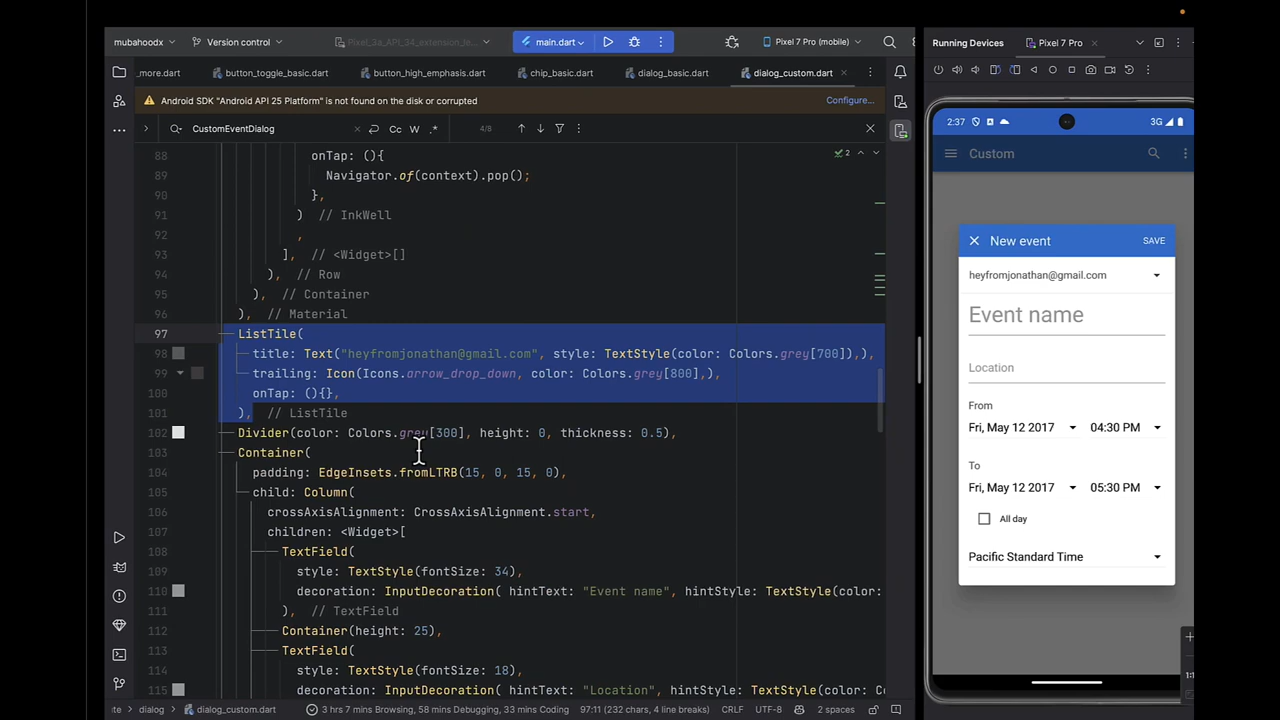 mubahoodx
Version control
Pixel_3a_API_34_extension_le...
main.dart
Pixel 7 Pro (mobile)
Running Devices
Pixel 7 Pro
_more.dart
button_toggle_basic.dart
button_high_emphasis.dart
chip_basic.dart
dialog_basic.dart
dialog_custom.dart
Android SDK "Android API 25 Platform" is not found on the disk or corrupted
Configure...
CustomEventDialog
Cc
W
.*
4/8
2
88 onTap: (){
89 Navigator.of(context).pop();
90 },
91 ) // InkWell
92 ,
93 ], // <Widget>[]
94 ), // Row
95 ), // Container
96 ), // Material
97 ListTile(
98 title: Text("heyfromjonathan@gmail.com", style: TextStyle(color: Colors.grey[700]),),
99 trailing: Icon(Icons.arrow_drop_down, color: Colors.grey[800],),
100 onTap: (){},
101 ), // ListTile
102 Divider(color: Colors.grey[300], height: 0, thickness: 0.5),
103 Container(
104 padding: EdgeInsets.fromLTRB(15, 0, 15, 0),
105 child: Column(
106 crossAxisAlignment: CrossAxisAlignment.start,
107 children: <Widget>[
108 TextField(
109 style: TextStyle(fontSize: 34),
110 decoration: InputDecoration( hintText: "Event name", hintStyle: TextStyle(color:
111 ), // TextField
112 Container(height: 25),
113 TextField(
114 style: TextStyle(fontSize: 18),
115 decoration: InputDecoration( hintText: "Location", hintStyle: TextStyle(color: C
2:37
3G
Custom
New event
SAVE
heyfromjonathan@gmail.com
Event name
Location
From
Fri, May 12 2017
04:30 PM
To
Fri, May 12 2017
05:30 PM
All day
Pacific Standard Time
dialog
dialog_custom.dart
3 hrs 7 mins Browsing, 58 mins Debugging, 33 mins Coding
97:11 (232 chars, 4 line breaks)
CRLF
UTF-8
2 spaces